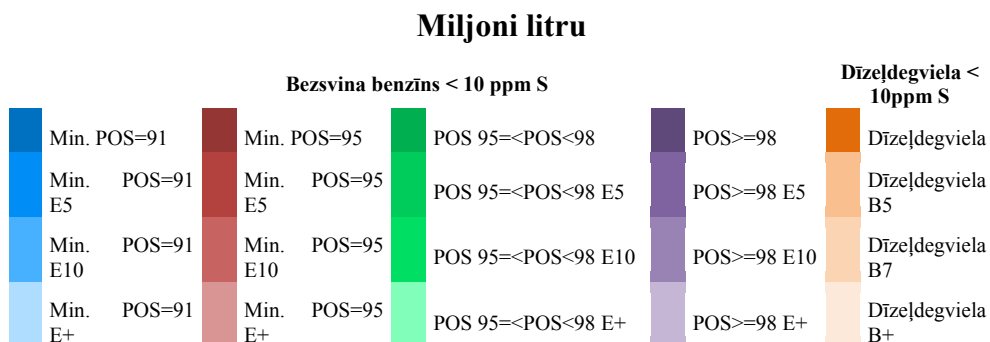 Miljoni litru
Bezsvina benzīns < 10 ppm S
Dīzeļdegviela <
10ppm S
Min. POS=91
Min. POS=95
POS 95=<POS<98
POS>=98
Dīzeļdegviela
Min. POS=91
E5
Min. POS=95
E5
POS 95=<POS<98 E5
POS>=98 E5
Dīzeļdegviela
B5
Min. POS=91
E10
Min. POS=95
E10
POS 95=<POS<98 E10
POS>=98 E10
Dīzeļdegviela
B7
Min. POS=91
E+
Min. POS=95
E+
POS 95=<POS<98 E+
POS>=98 E+
Dīzeļdegviela
B+